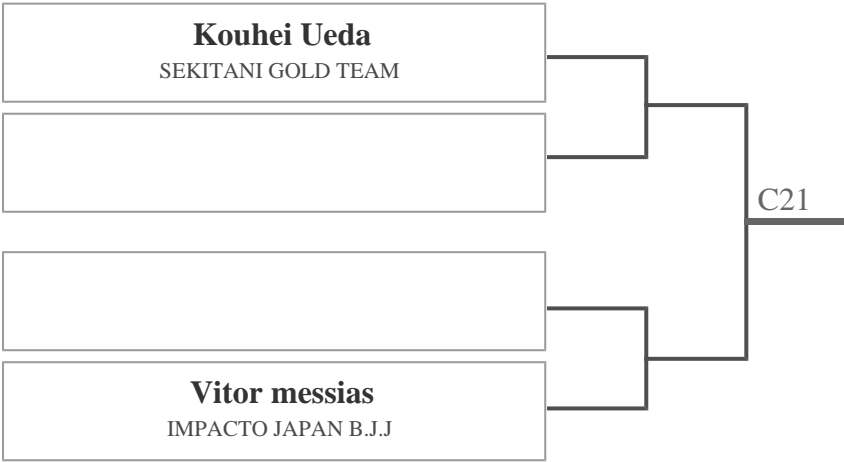 Kouhei Ueda
SEKITANI GOLD TEAM
C21
Vitor messias
IMPACTO JAPAN B.J.J